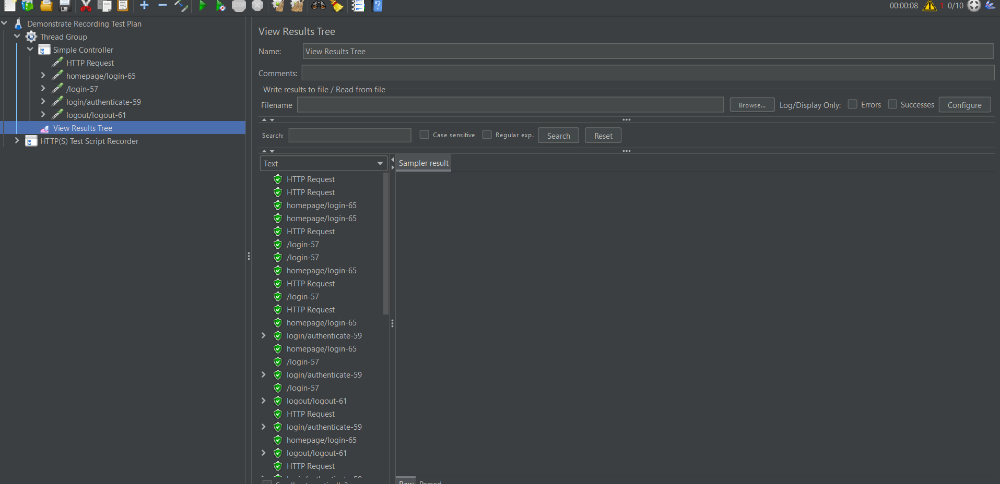 STOP
00:00:08 1 0/10
Demonstrate Recording Test Plan
Thread Group
Simple Controller
HTTP Request
homepage/login-65
/login-57
login/authenticate-59
logout/logout-61
View Results Tree
HTTP(S) Test Script Recorder
View Results Tree
Name: View Results Tree
Comments:
Write results to file / Read from file
Filename Browse... Log/Display Only: Errors Successes Configure
Search: Case sensitive Regular exp. Search Reset
Text
Sampler result
HTTP Request
HTTP Request
homepage/login-65
homepage/login-65
HTTP Request
/login-57
/login-57
homepage/login-65
HTTP Request
/login-57
HTTP Request
homepage/login-65
login/authenticate-59
homepage/login-65
/login-57
login/authenticate-59
/login-57
logout/logout-61
HTTP Request
login/authenticate-59
homepage/login-65
logout/logout-61
HTTP Request
login/authenticate-59
Raw Parsed